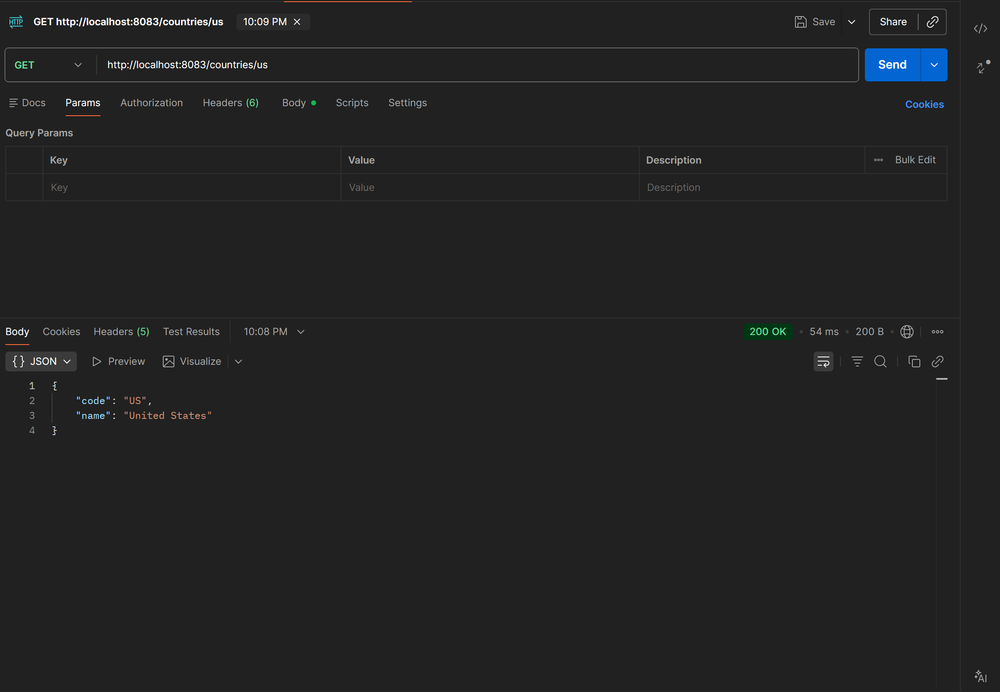 HTTP GET http://localhost:8083/countries/us 10:09 PM Save Share
GET http://localhost:8083/countries/us Send
Docs Params Authorization Headers (6) Body Scripts Settings Cookies
Query Params
Key Value Description Bulk Edit
Key Value Description
Body Cookies Headers (5) Test Results 10:08 PM 200 OK 54 ms 200 B
{} JSON Preview Visualize
1 {
2 "code": "US",
3 "name": "United States"
4 }
AI